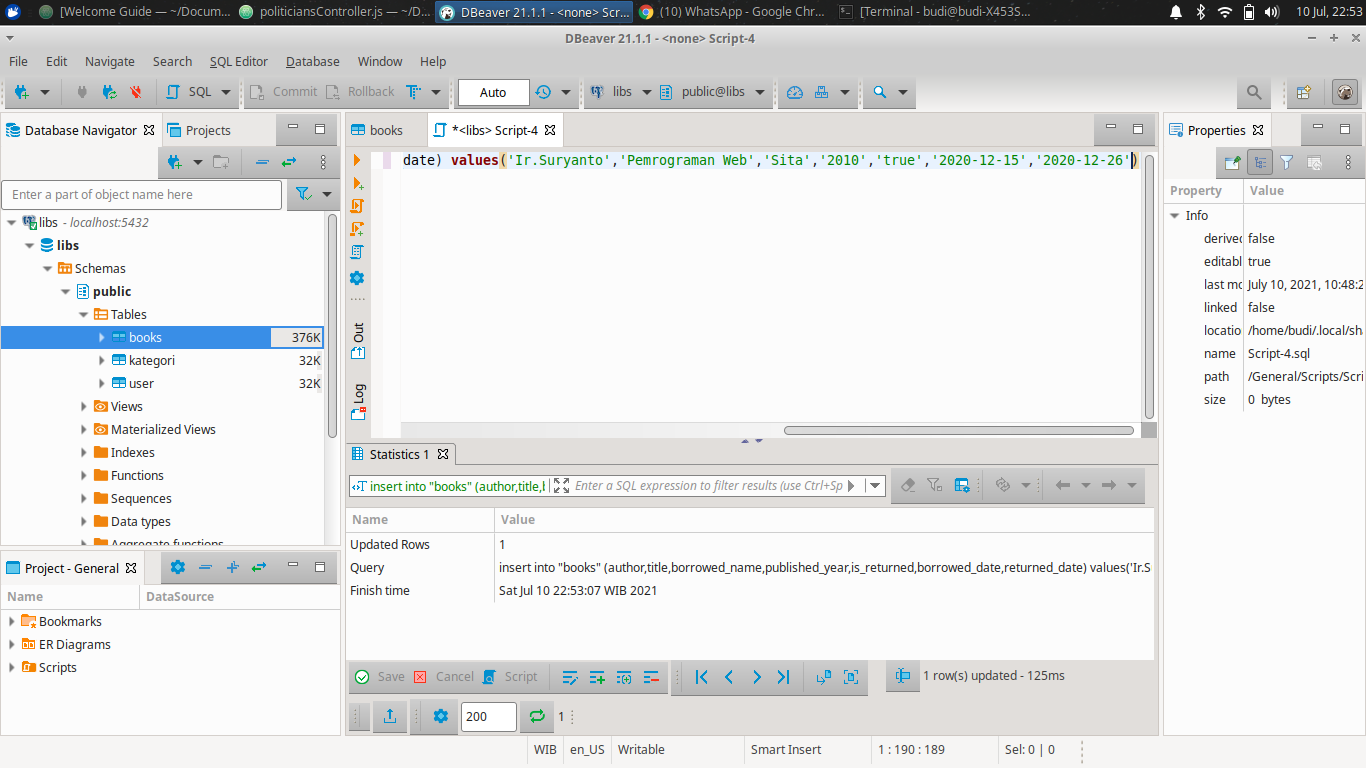 [Welcome Guide — ~/Docum... politiciansController.js — ~/D... DBeaver 21.1.1 - <none> Scr... (10) WhatsApp - Google Chr... [Terminal - budi@budi-X453S... 10 Jul, 22:53
DBeaver 21.1.1 - <none> Script-4
File Edit Navigate Search SQL Editor Database Window Help
SQL Commit Rollback Auto libs public@libs
Database Navigator Projects
Enter a part of object name here
libs - localhost:5432
libs
Schemas
public
Tables
books 376K
kategori 32K
user 32K
Views
Materialized Views
Indexes
Functions
Sequences
Data types
Aggregate functions
Project - General
Name DataSource
Bookmarks
ER Diagrams
Scripts
books *<libs> Script-4
date) values('Ir.Suryanto','Pemrograman Web','Sita','2010','true','2020-12-15','2020-12-26')
Out
Log
Statistics 1
insert into "books" (author,title,b Enter a SQL expression to filter results (use Ctrl+Sp
Name Value
Updated Rows 1
Query insert into "books" (author,title,borrowed_name,published_year,is_returned,borrowed_date,returned_date) values('Ir.S
Finish time Sat Jul 10 22:53:07 WIB 2021
Save Cancel Script 1 row(s) updated - 125ms
200 1
Properties
Property Value
Info
derived false
editabl true
last mo July 10, 2021, 10:48:2
linked false
locatio /home/budi/.local/sha
name Script-4.sql
path /General/Scripts/Scri
size 0 bytes
WIB en_US Writable Smart Insert 1 : 190 : 189 Sel: 0 | 0